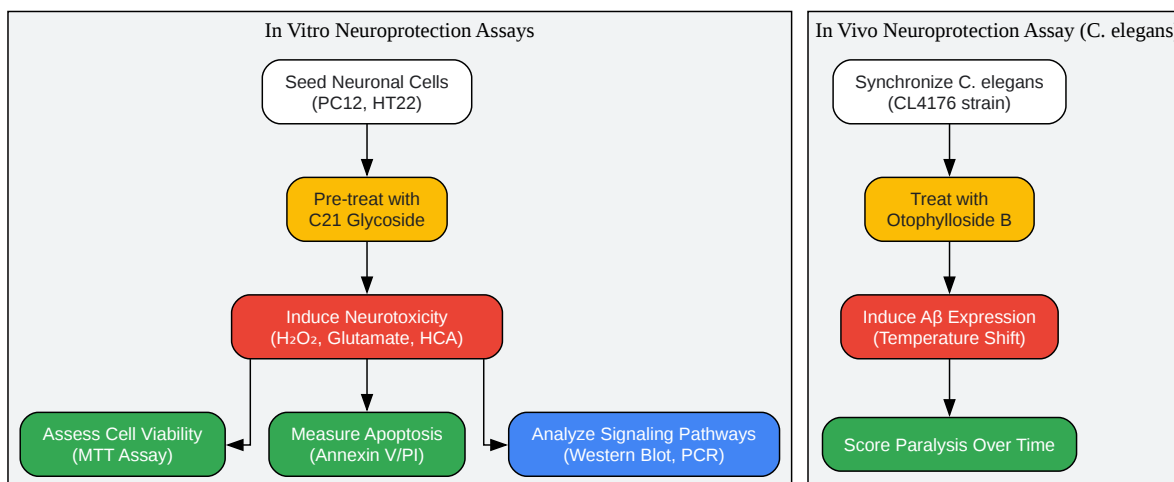 In Vitro Neuroprotection Assays
Seed Neuronal Cells
(PC12, HT22)
Pre-treat with
C21 Glycoside
Induce Neurotoxicity
(H₂O₂, Glutamate, HCA)
Assess Cell Viability
(MTT Assay)
Measure Apoptosis
(Annexin V/PI)
Analyze Signaling Pathways
(Western Blot, PCR)
In Vivo Neuroprotection Assay (C. elegans
Synchronize C. elegans
(CL4176 strain)
Treat with
Otophylloside B
Induce Aβ Expression
(Temperature Shift)
Score Paralysis Over Time